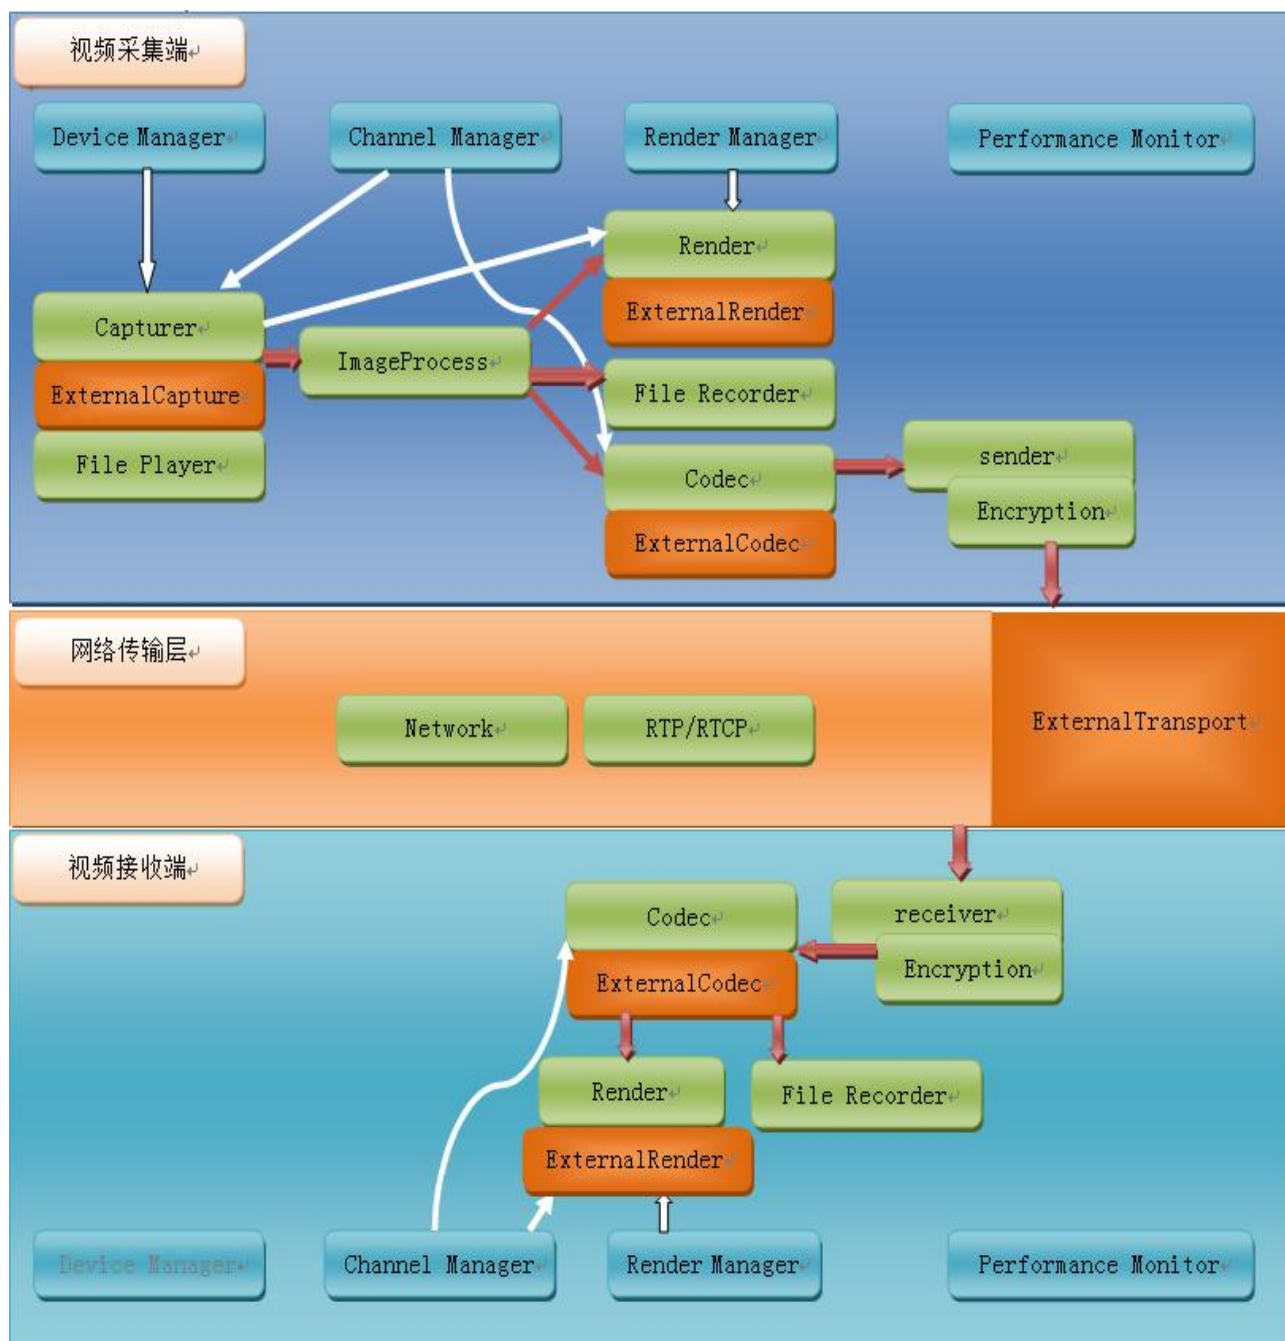 视频采集端
Device Manager
Channel Manager
Render Manager
Performance Monitor
Render
ExternalRender
Capturer
ImageProcess
ExternalCapture
File Recorder
File Player
Codec
sender
ExternalCodec
Encryption
网络传输层
Network
RTP/RTCP
ExternalTransport
视频接收端
Codec
receiver
ExternalCodec
Encryption
Render
File Recorder
ExternalRender
Device Manager
Channel Manager
Render Manager
Performance Monitor